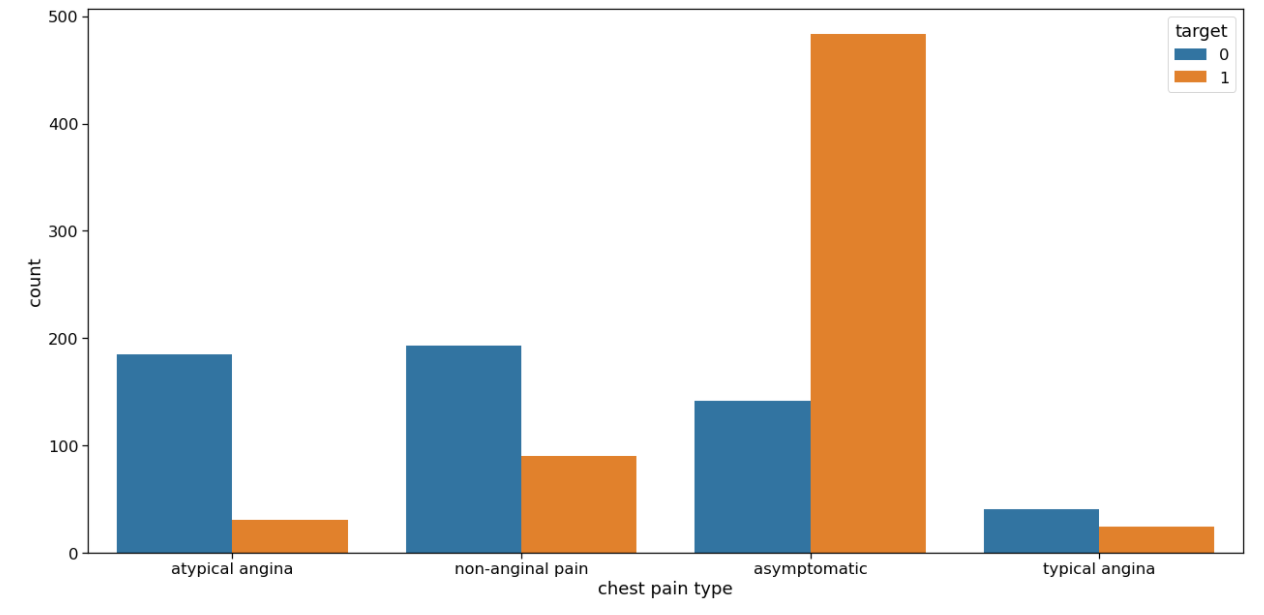 500
400
300
200
100
0
count
target
0
1
atypical angina
non-anginal pain
asymptomatic
typical angina
chest pain type